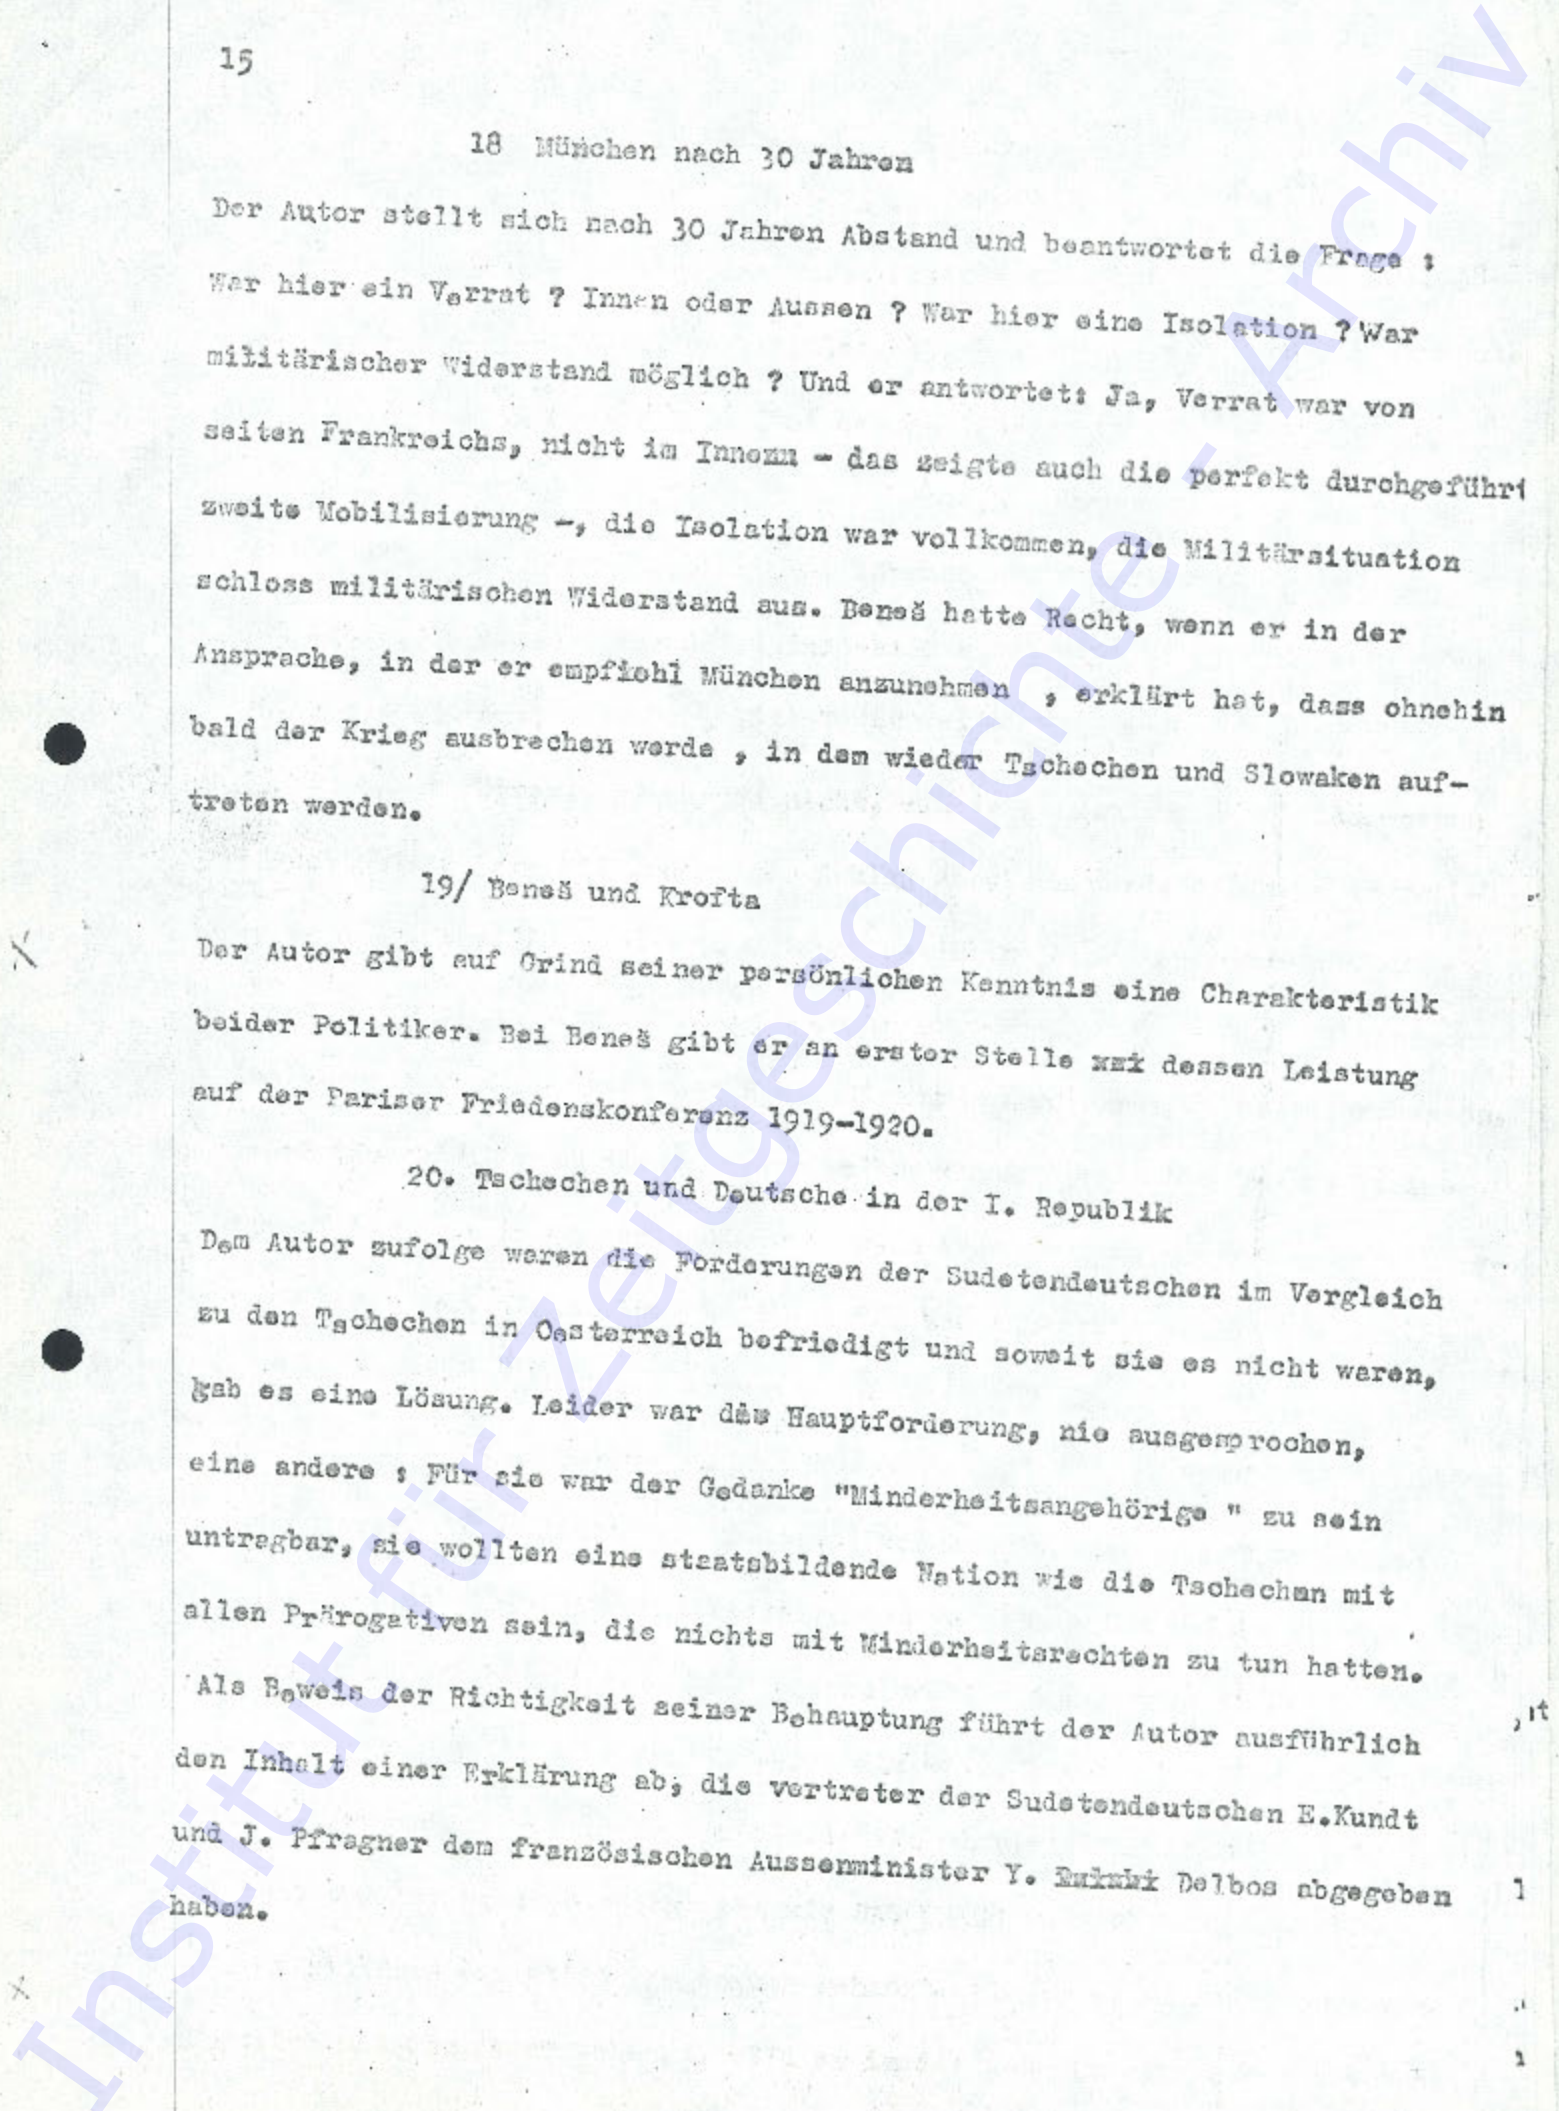 15
18 München nach 30 Jahren
Der Autor stellt sich nach 30 Jahren Abstand und beantwortet die Frage :
War hier ein Verrat ? Innen oder Aussen ? War hier eine Isolation ? War
militärischer Widerstand möglich ? Und er antwortet: Ja, Verrat war von
seiten Frankreichs, nicht im Innern - das zeigte auch die perfekt durchgeführt
zweite Mobilisierung -, die Isolation war vollkommen, die Militärsituation
schloss militärischen Widerstand aus. Beneš hatte Recht, wenn er in der
Ansprache, in der er empfiehl München anzunehmen , erklärt hat, dass ohnehin
bald der Krieg ausbrechen werde , in dem wieder Tschechen und Slowaken auf-
treten werden.
19/ Beneš und Krofta
Der Autor gibt auf Grind seiner persönlichen Kenntnis eine Charakteristik
beider Politiker. Bei Beneš gibt er an erster Stelle xxx dessen Leistung
auf der Pariser Friedenskonferenz 1919-1920.
20. Tschechen und Deutsche in der I. Republik
Dem Autor zufolge waren die Forderungen der Sudetendeutschen im Vergleich
zu den Tschechen in Oesterreich befriedigt und soweit sie es nicht waren,
gab es eine Lösung. Leider war die Hauptforderung, nie ausgesprochen,
eine andere : Für sie war der Gedanke "Minderheitsangehörige " zu sein
untragbar, sie wollten eine staatsbildende Nation wie die Tschechen mit
allen Prärogativen sein, die nichts mit Minderheitsrechten zu tun hatten.
Als Beweis der Richtigkeit seiner Behauptung führt der Autor ausführlich
den Inhalt einer Erklärung ab, die vertreter der Sudetendeutschen E.Kundt
und J. Pfragner dem französischen Aussenminister Y. Delbos abgegeben
haben.
Institut für Zeitgeschichte - Archiv